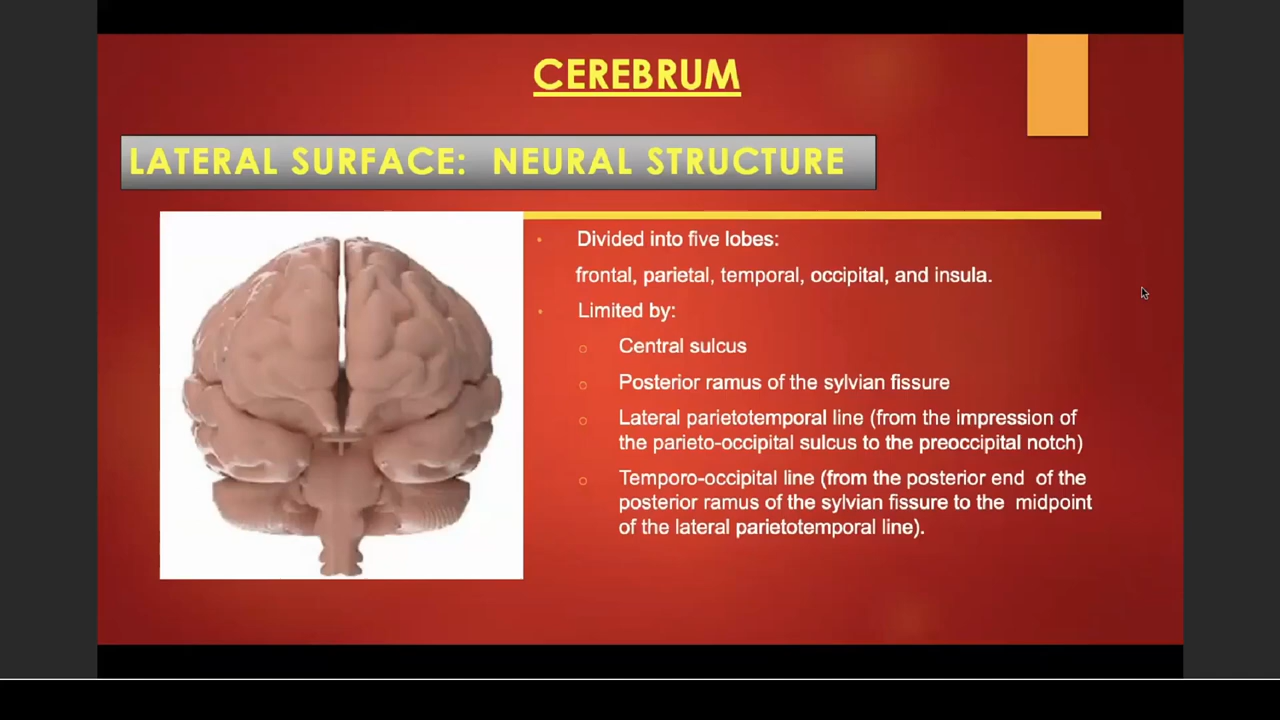 CEREBRUM
LATERAL SURFACE: NEURAL STRUCTURE
• Divided into five lobes:
frontal, parietal, temporal, occipital, and insula.
• Limited by:
o Central sulcus
o Posterior ramus of the sylvian fissure
o Lateral parietotemporal line (from the impression of
the parieto-occipital sulcus to the preoccipital notch)
o Temporo-occipital line (from the posterior end of the
posterior ramus of the sylvian fissure to the midpoint
of the lateral parietotemporal line).